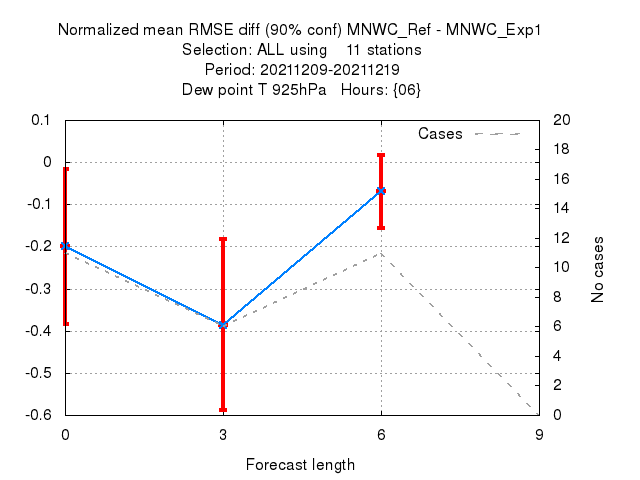 Normalized mean RMSE diff (90% conf) MNWC_Ref - MNWC_Exp1
Selection: ALL using 11 stations
Period: 20211209-20211219
Dew point T 925hPa Hours: {06}
Cases
0.1
0
-0.1
-0.2
-0.3
-0.4
-0.5
-0.6
20
18
16
14
12
10
8
6
4
2
0
No cases
0 3 6 9
Forecast length